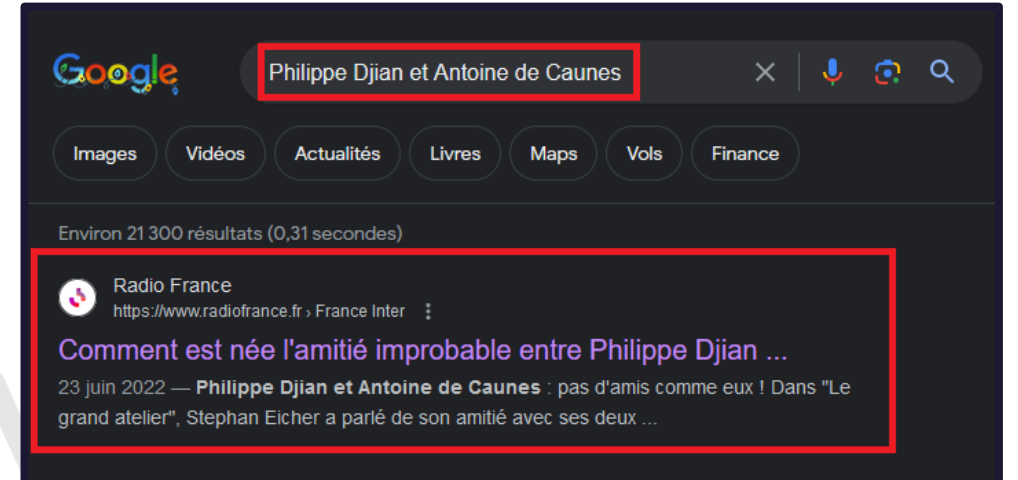 Google
Philippe Djian et Antoine de Caunes
Images Vidéos Actualités Livres Maps Vols Finance
Environ 21 300 résultats (0,31 secondes)
Radio France
https://www.radiofrance.fr › France Inter
Comment est née l'amitié improbable entre Philippe Djian ...
23 juin 2022 — Philippe Djian et Antoine de Caunes : pas d'amis comme eux ! Dans "Le
grand atelier", Stephan Eicher a parlé de son amitié avec ses deux ...